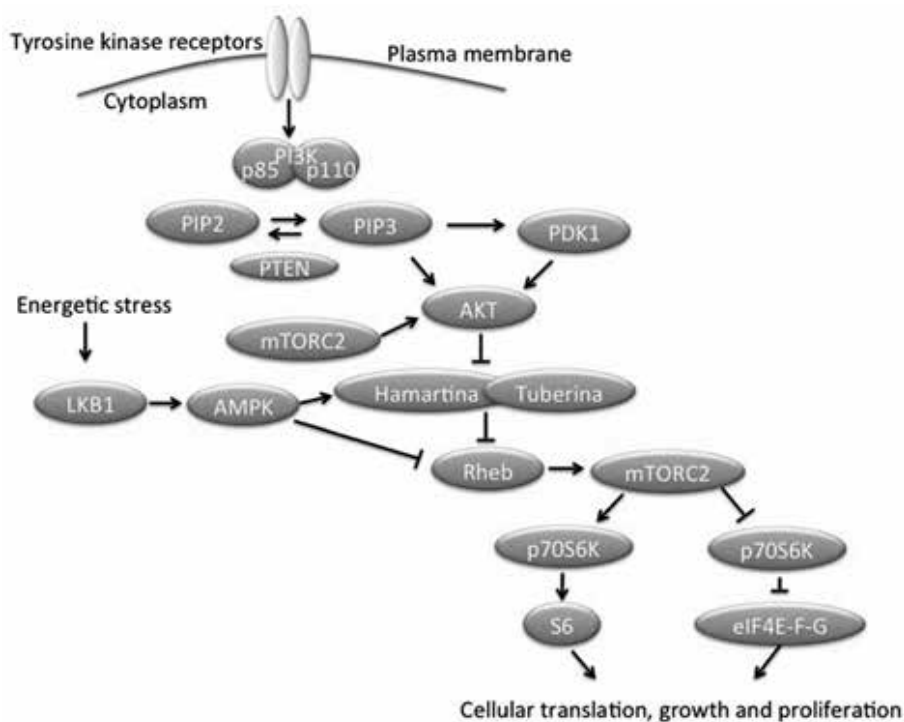 Tyrosine kinase receptors
Plasma membrane
Cytoplasm
PI3K
p85 p110
PIP2
PIP3
PDK1
PTEN
Energetic stress
AKT
mTORC2
LKB1
AMPK
Hamartina
Tuberina
Rheb
mTORC2
p70S6K
p70S6K
S6
eIF4E-F-G
Cellular translation, growth and proliferation